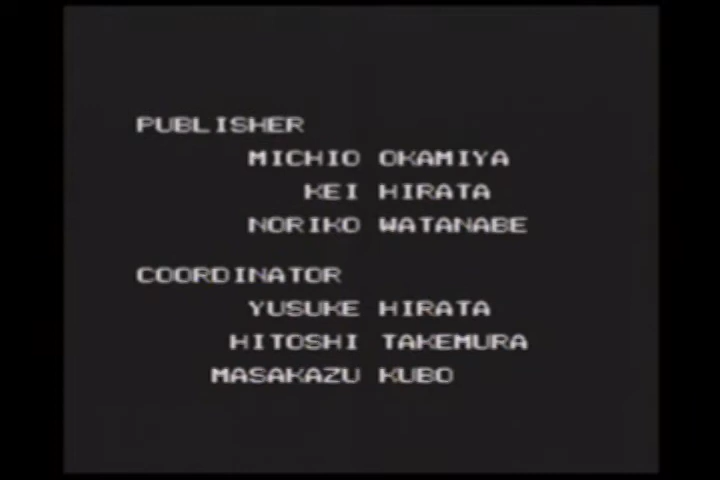 PUBLISHER
MICHIO OKAMIYA
KEI HIRATA
NORIKO WATANABE
COORDINATOR
YUSUKE HIRATA
HITOSHI TAKEMURA
MASAKAZU KUBO